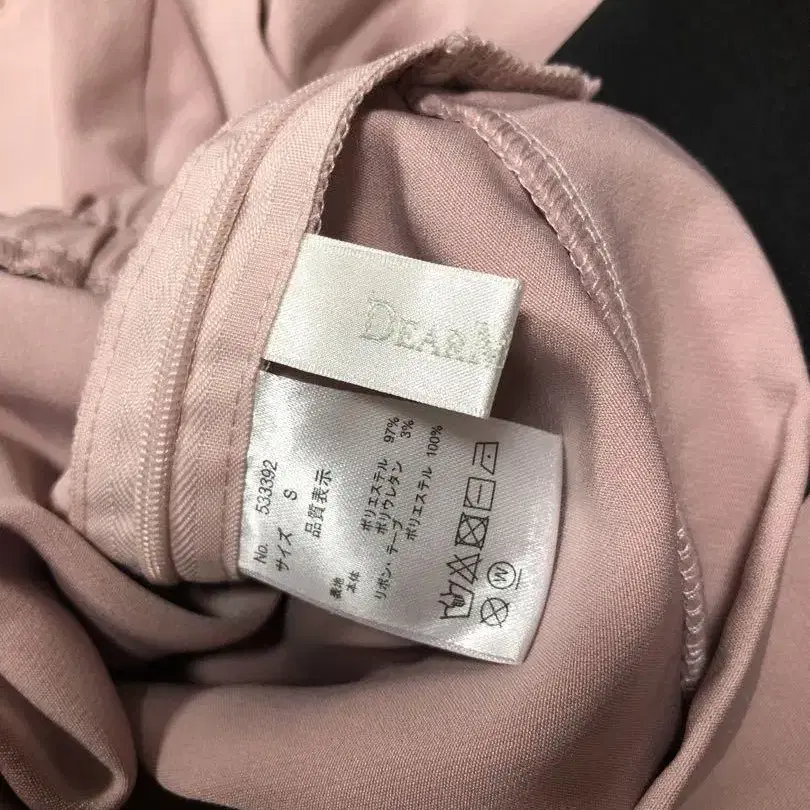 DEAR
No. 533392
サイズ S
品質表示
ポリエステル 97%
本体 ポリウレタン 3%
リボン・テープ ポリエステル 100%
W